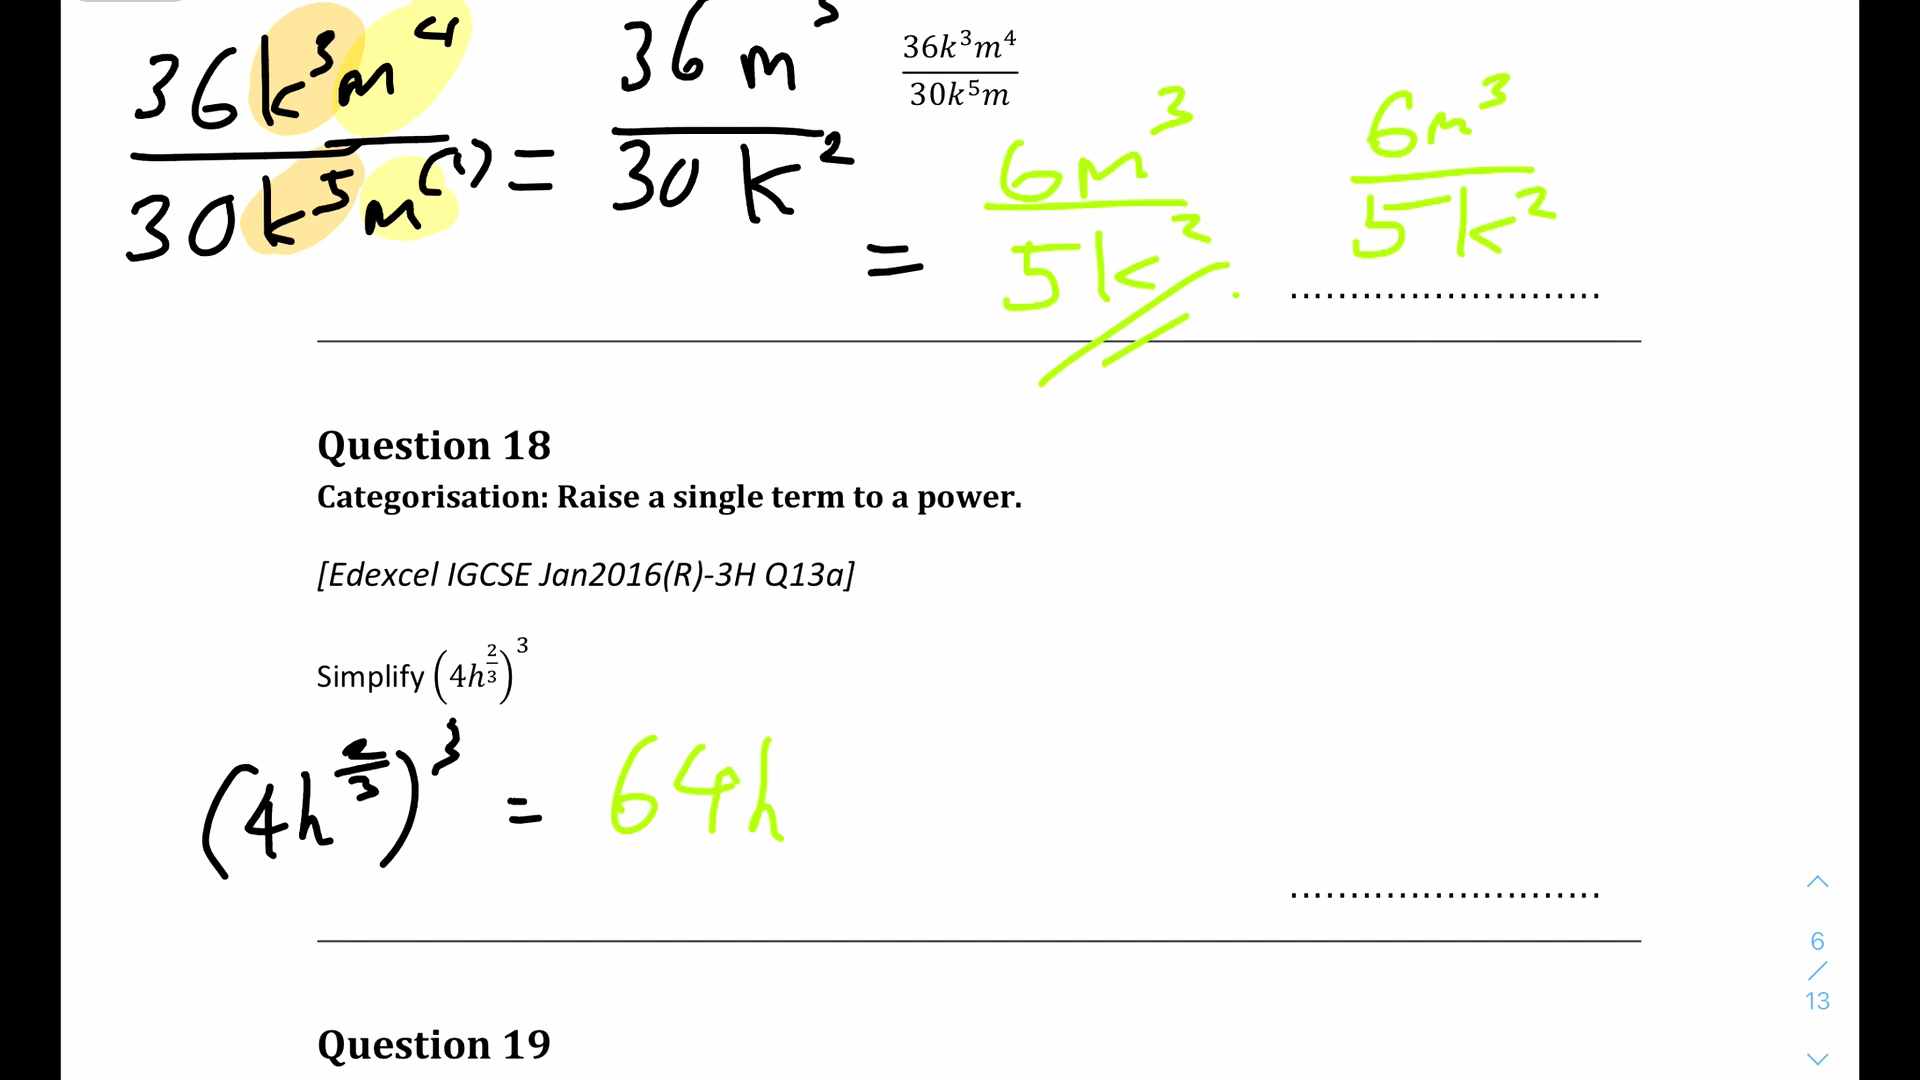 36k³m⁴ / 30k⁵m⁽¹⁾ = 36m³ / 30k²
36k³m⁴ / 30k⁵m
= 6m³ / 5k²
6m³ / 5k²
..........................
Question 18
Categorisation: Raise a single term to a power.
[Edexcel IGCSE Jan2016(R)-3H Q13a]
Simplify (4h^(2/3))³
(4h^(2/3))³ = 64h
..........................
6
/
13
Question 19